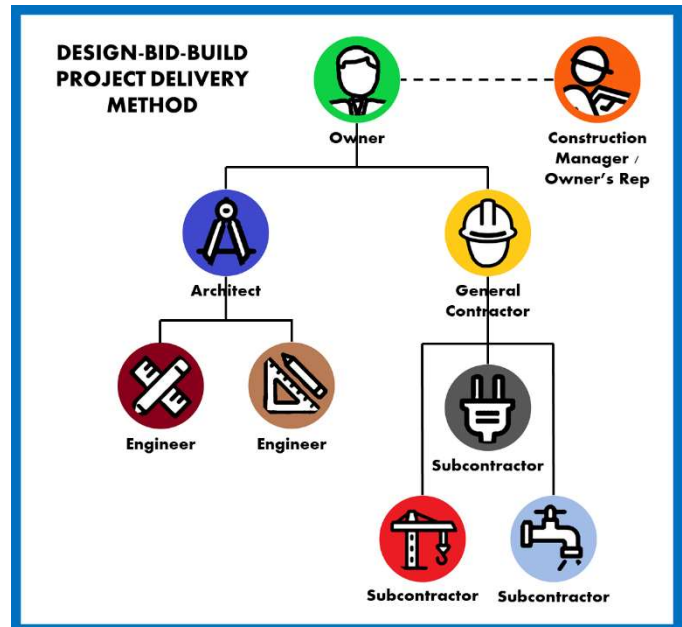 DESIGN-BID-BUILD
PROJECT DELIVERY
METHOD
Owner
Construction
Manager /
Owner's Rep
Architect
General
Contractor
Engineer
Engineer
Subcontractor
Subcontractor
Subcontractor